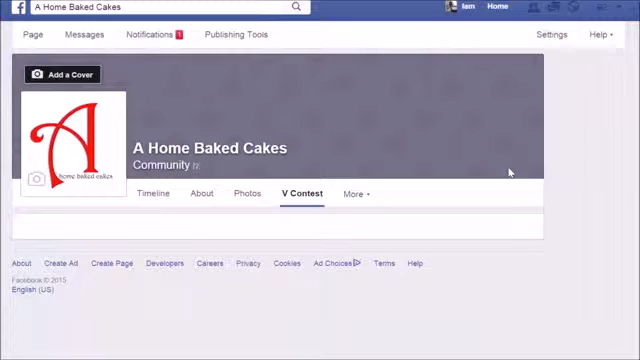 A Home Baked Cakes
Iam Home
Page Messages Notifications 1 Publishing Tools Settings Help
Add a Cover
A
home baked cakes
A Home Baked Cakes
Community
Timeline About Photos V Contest More
About Create Ad Create Page Developers Careers Privacy Cookies Ad Choices Terms Help
Facebook © 2015
English (US)